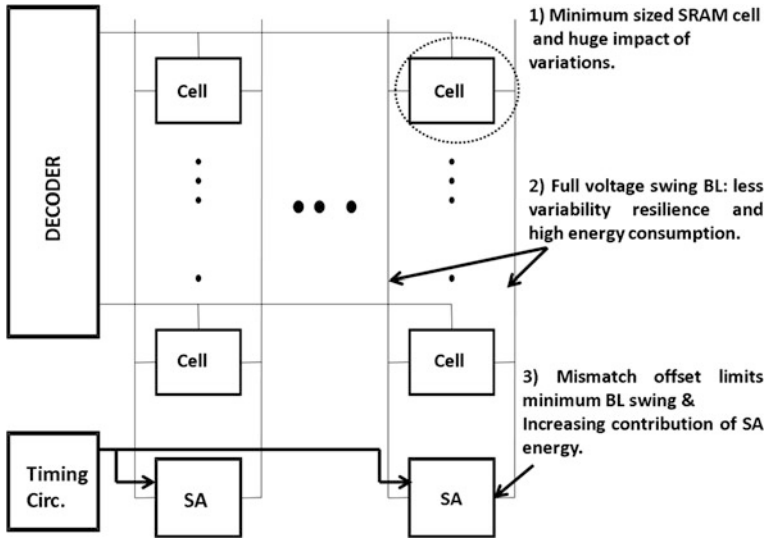 1) Minimum sized SRAM cell
and huge impact of
variations.
Cell
Cell
DECODER
2) Full voltage swing BL: less
variability resilience and
high energy consumption.
Cell
Cell
3) Mismatch offset limits
minimum BL swing &
Increasing contribution of SA
energy.
Timing
Circ.
SA
SA